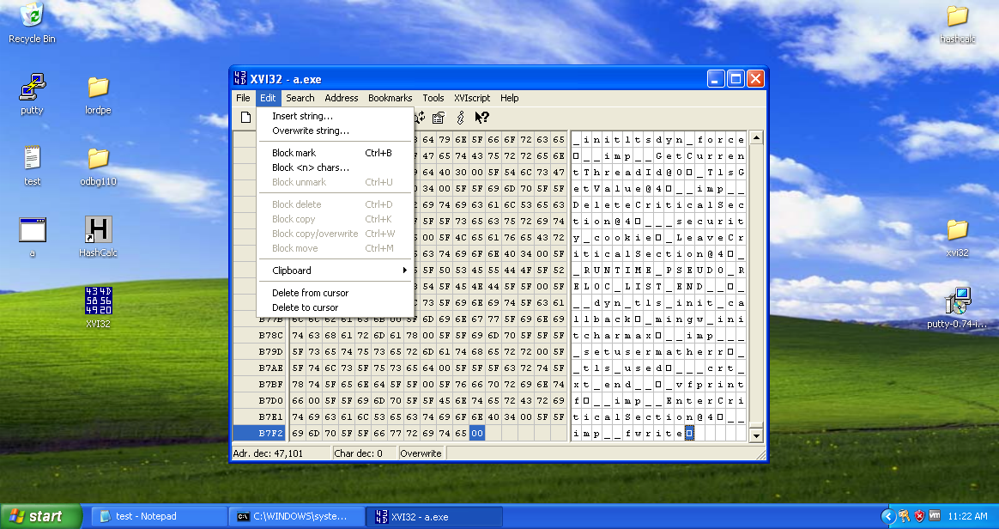 Recycle Bin
hashcalc
putty
lordpe
test
odbg110
a
HashCalc
xvi32
43 4D
58 56
49 20
XVI32
putty-0.74-i...
XVI32 - a.exe
File Edit Search Address Bookmarks Tools XVIscript Help
Insert string...
Overwrite string...
Block mark Ctrl+B
Block <n> chars...
Block unmark Ctrl+U
Block delete Ctrl+D
Block copy Ctrl+K
Block copy/overwrite Ctrl+W
Block move Ctrl+M
Clipboard
Delete from cursor
Delete to cursor
64 79 6E 5F 66 6F 72 63 65 _initltsdyn_force
47 65 74 43 75 72 72 65 6E __imp__GetCurren
64 40 30 00 5F 54 6C 73 47 tThreadId@0 _TlsG
34 00 5F 5F 69 6D 70 5F 5F etValue@4 __imp__
69 74 69 63 61 6C 53 65 63 DeleteCriticalSec
5F 5F 73 65 63 75 72 69 74 tion@4 ___securit
00 5F 4C 65 61 76 65 43 72 y_cookie _LeaveCr
63 74 69 6F 6E 40 34 00 5F iticalSection@4 _
5F 50 53 45 55 44 4F 5F 52 _RUNTIME_PSEUDO_R
54 5F 45 4E 44 5F 5F 00 5F ELOC_LIST_END__ _
73 5F 69 6E 69 74 5F 63 61 __dyn_tls_init_ca
B77B 6C 6C 62 61 63 6B 00 5F 6D 69 6E 67 77 5F 69 6E 69 llback _mingw_ini
B78C 74 63 68 61 72 6D 61 78 00 5F 5F 69 6D 70 5F 5F 5F tcharmax __imp___
B79D 5F 73 65 74 75 73 65 72 6D 61 74 68 65 72 72 00 5F _setusermatherr _
B7AE 5F 74 6C 73 5F 75 73 65 64 00 5F 5F 5F 63 72 74 5F _tls_used ___crt_
B7BF 78 74 5F 65 6E 64 5F 5F 00 5F 76 66 70 72 69 6E 74 xt_end__ _vfprint
B7D0 66 00 5F 5F 69 6D 70 5F 5F 45 6E 74 65 72 43 72 69 f __imp__EnterCri
B7E1 74 69 63 61 6C 53 65 63 74 69 6F 6E 40 34 00 5F 5F ticalSection@4 __
B7F2 69 6D 70 5F 5F 66 77 72 69 74 65 00 imp__fwrite
Adr. dec: 47,101 Char dec: 0 Overwrite
start test - Notepad C:\WINDOWS\syste... XVI32 - a.exe 11:22 AM